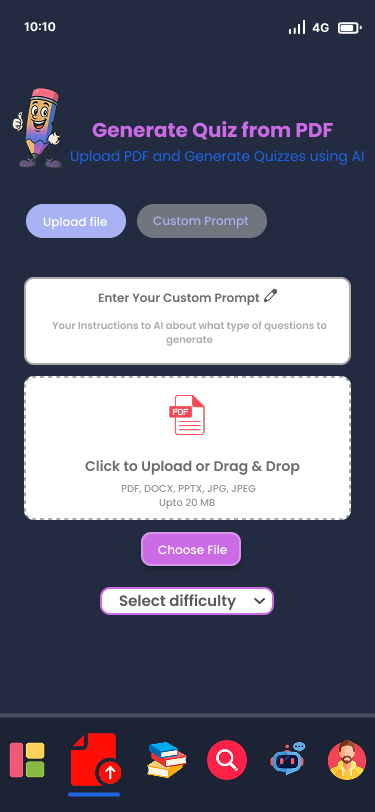 10:10
4G
Generate Quiz from PDF
Upload PDF and Generate Quizzes using AI
Upload file
Custom Prompt
Enter Your Custom Prompt
Your Instructions to AI about what type of questions to
generate
PDF
Click to Upload or Drag & Drop
PDF, DOCX, PPTX, JPG, JPEG
Upto 20 MB
Choose File
Select difficulty